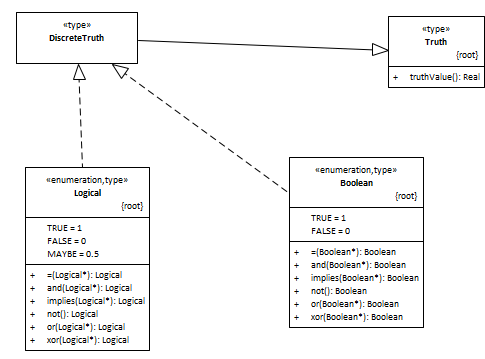 «type»
DiscreteTruth
«type»
Truth
{root}
+ truthValue(): Real
«enumeration,type»
Logical
{root}
TRUE = 1
FALSE = 0
MAYBE = 0.5
+ =(Logical*): Logical
+ and(Logical*): Logical
+ implies(Logical*): Logical
+ not(): Logical
+ or(Logical*): Logical
+ xor(Logical*): Logical
«enumeration,type»
Boolean
{root}
TRUE = 1
FALSE = 0
+ =(Boolean*): Boolean
+ and(Boolean*): Boolean
+ implies(Boolean*): Boolean
+ not(): Boolean
+ or(Boolean*): Boolean
+ xor(Boolean*): Boolean